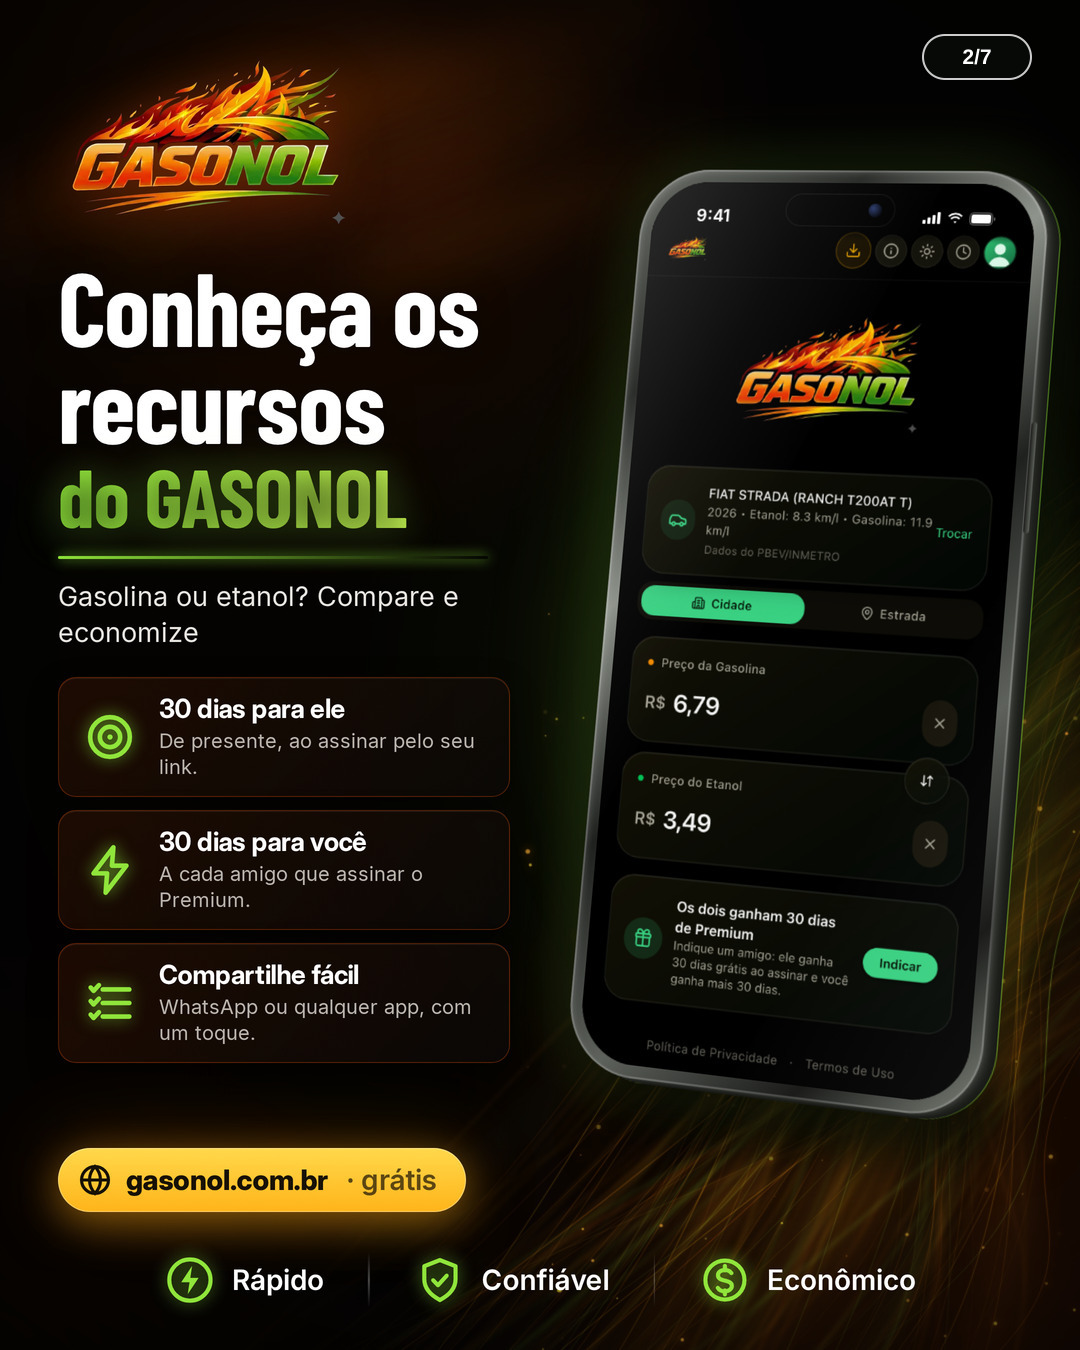 2/7
GASONOL
Conheça os
recursos
do GASONOL
Gasolina ou etanol? Compare e
economize
30 dias para ele
De presente, ao assinar pelo seu
link.
30 dias para você
A cada amigo que assinar o
Premium.
Compartilhe fácil
WhatsApp ou qualquer app, com
um toque.
gasonol.com.br · grátis
Rápido
Confiável
Econômico
9:41
GASONOL
GASONOL
FIAT STRADA (RANCH T200AT T)
2026 • Etanol: 8.3 km/l • Gasolina: 11.9
km/l
Trocar
Dados do PBEV/INMETRO
Cidade
Estrada
Preço da Gasolina
R$ 6,79
Preço do Etanol
R$ 3,49
Os dois ganham 30 dias
de Premium
Indique um amigo: ele ganha
30 dias grátis ao assinar e você
ganha mais 30 dias.
Indicar
Política de Privacidade · Termos de Uso